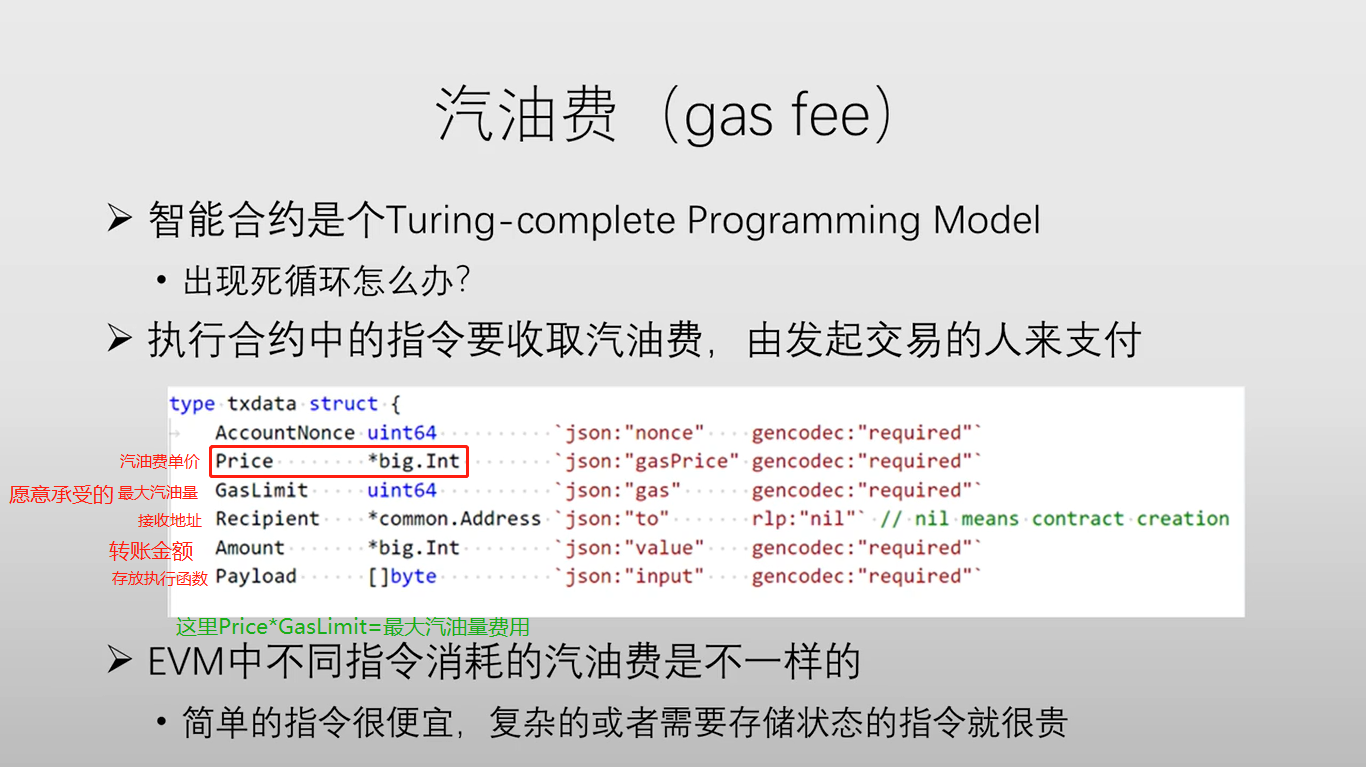 汽油费（gas fee）
智能合约是个Turing-complete Programming Model
出现死循环怎么办？
执行合约中的指令要收取汽油费，由发起交易的人来支付
type txdata struct {
AccountNonce uint64 `json:"nonce" gencodec:"required"`
汽油费单价 Price *big.Int `json:"gasPrice" gencodec:"required"`
愿意承受的 最大汽油量 GasLimit uint64 `json:"gas" gencodec:"required"`
接收地址 Recipient *common.Address `json:"to" rlp:"nil"` // nil means contract creation
转账金额 Amount *big.Int `json:"value" gencodec:"required"`
存放执行函数 Payload []byte `json:"input" gencodec:"required"`
这里Price*GasLimit=最大汽油量费用
EVM中不同指令消耗的汽油费是不一样的
简单的指令很便宜，复杂的或者需要存储状态的指令就很贵